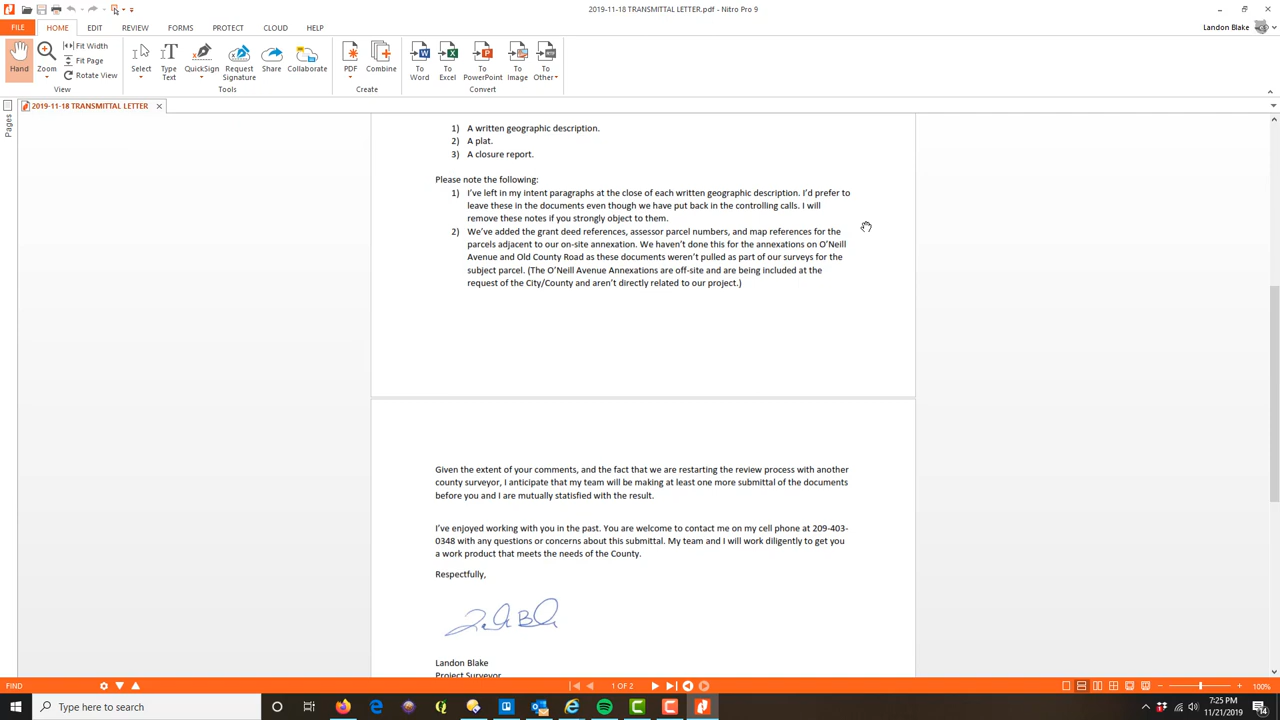 2019-11-18 TRANSMITTAL LETTER.pdf - Nitro Pro 9
FILE HOME EDIT REVIEW FORMS PROTECT CLOUD HELP
Landon Blake
Hand
Zoom
Fit Width
Fit Page
Rotate View
View
Select
Type Text
QuickSign
Request Signature
Share
Collaborate
Tools
PDF
Combine
Create
To Word
To Excel
To PowerPoint
To Image
To Other
Convert
2019-11-18 TRANSMITTAL LETTER
Pages
1) A written geographic description.
2) A plat.
3) A closure report.
Please note the following:
1) I've left in my intent paragraphs at the close of each written geographic description. I'd prefer to
leave these in the documents even though we have put back in the controlling calls. I will
remove these notes if you strongly object to them.
2) We've added the grant deed references, assessor parcel numbers, and map references for the
parcels adjacent to our on-site annexation. We haven't done this for the annexations on O'Neill
Avenue and Old County Road as these documents weren't pulled as part of our surveys for the
subject parcel. (The O'Neill Avenue Annexations are off-site and are being included at the
request of the City/County and aren't directly related to our project.)
Given the extent of your comments, and the fact that we are restarting the review process with another
county surveyor, I anticipate that my team will be making at least one more submittal of the documents
before you and I are mutually statisfied with the result.
I've enjoyed working with you in the past. You are welcome to contact me on my cell phone at 209-403-
0348 with any questions or concerns about this submittal. My team and I will work diligently to get you
a work product that meets the needs of the County.
Respectfully,
Landon Blake
Project Surveyor
FIND
1 OF 2
100%
Type here to search
7:25 PM
11/21/2019
14